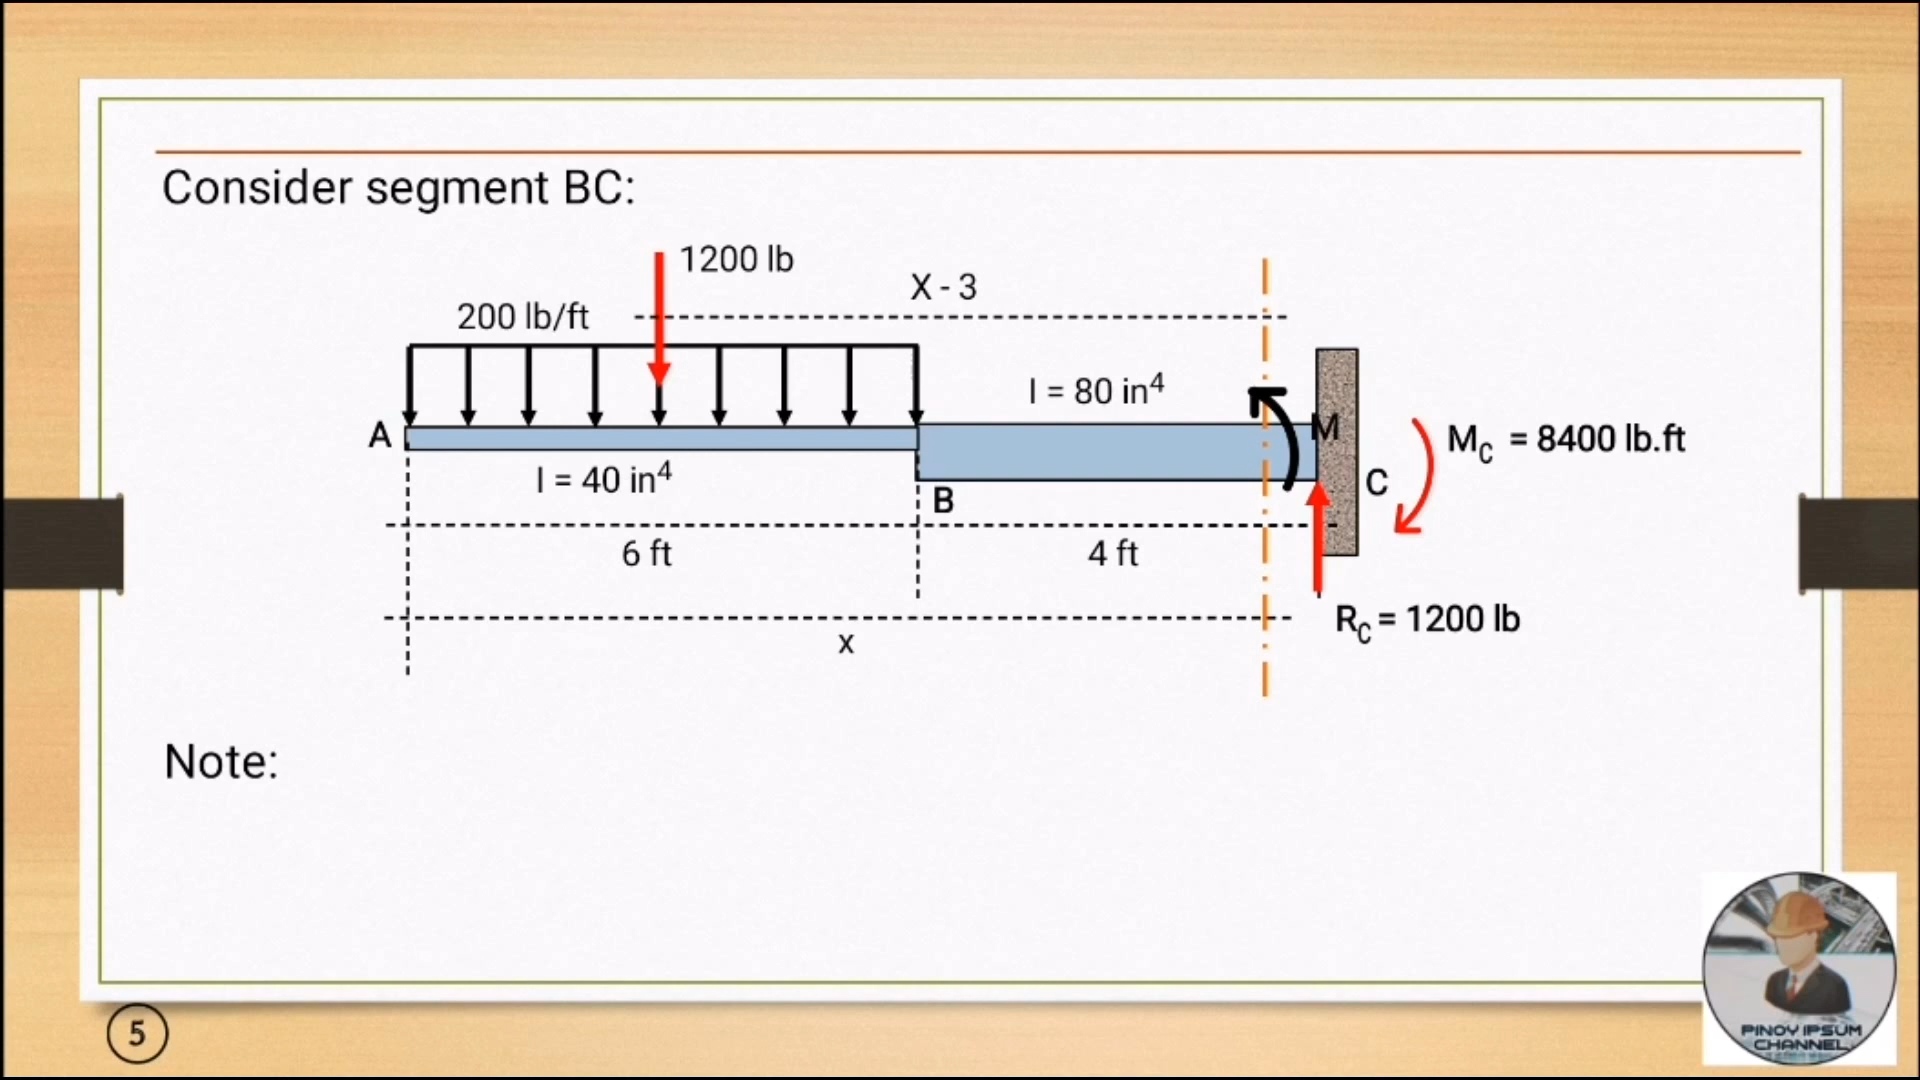 Consider segment BC:
1200 lb
X - 3
200 lb/ft
I = 80 in4
A
M
MC = 8400 lb.ft
I = 40 in4
C
B
6 ft
4 ft
x
RC = 1200 lb
Note:
5
PINOY IPSUM
CHANNEL